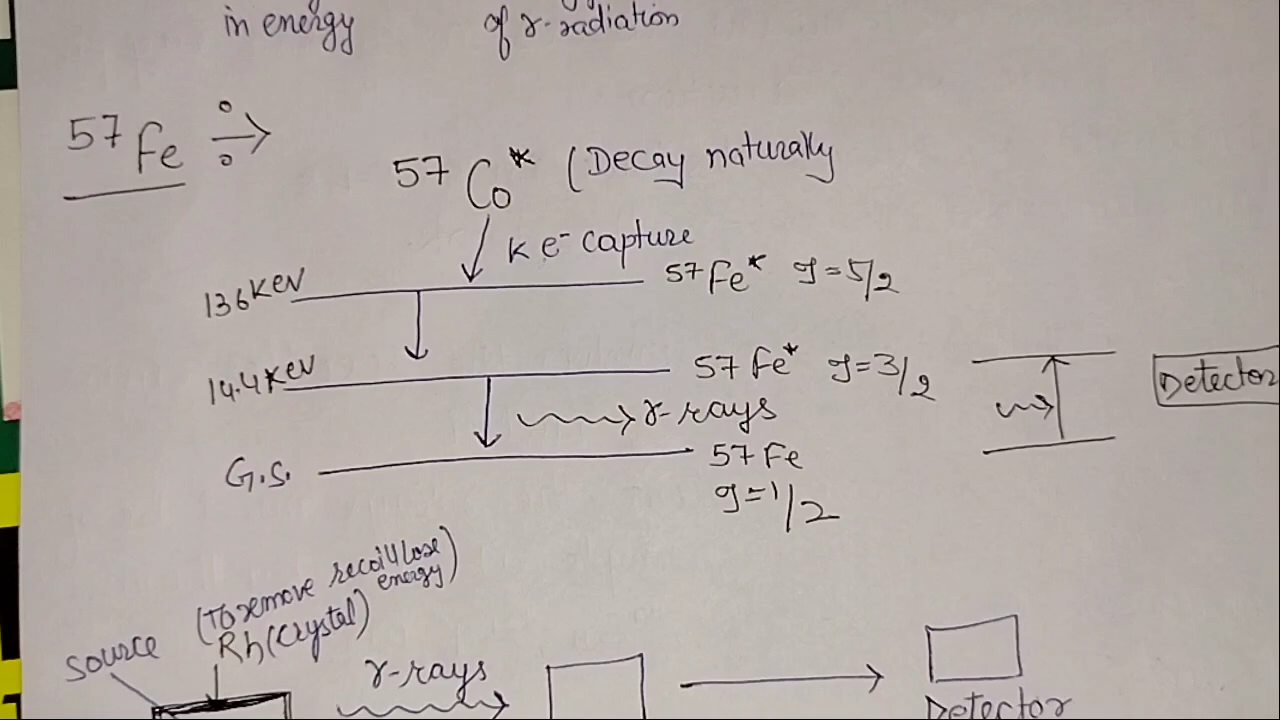 in energy of γ-radiation
57 Fe
57 Co* (Decay naturally
K e⁻ capture
136 KeV 57 Fe* J=5/2
14.4 KeV 57 Fe* J=3/2
Detector
γ-rays
G.S. 57 Fe
J=1/2
(To remove recoil & lose
energy)
Source Rh (Crystal)
γ-rays
Detector